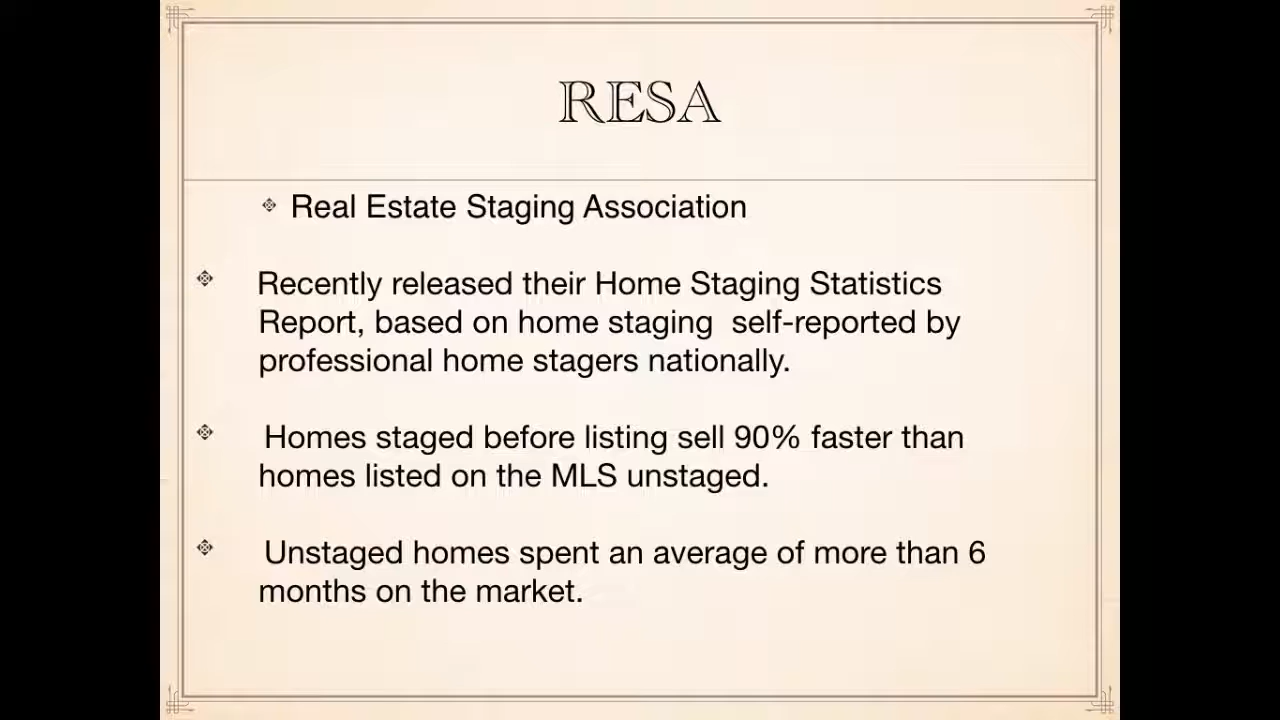 RESA
Real Estate Staging Association
Recently released their Home Staging Statistics
Report, based on home staging  self-reported by
professional home stagers nationally.
Homes staged before listing sell 90% faster than
homes listed on the MLS unstaged.
Unstaged homes spent an average of more than 6
months on the market.